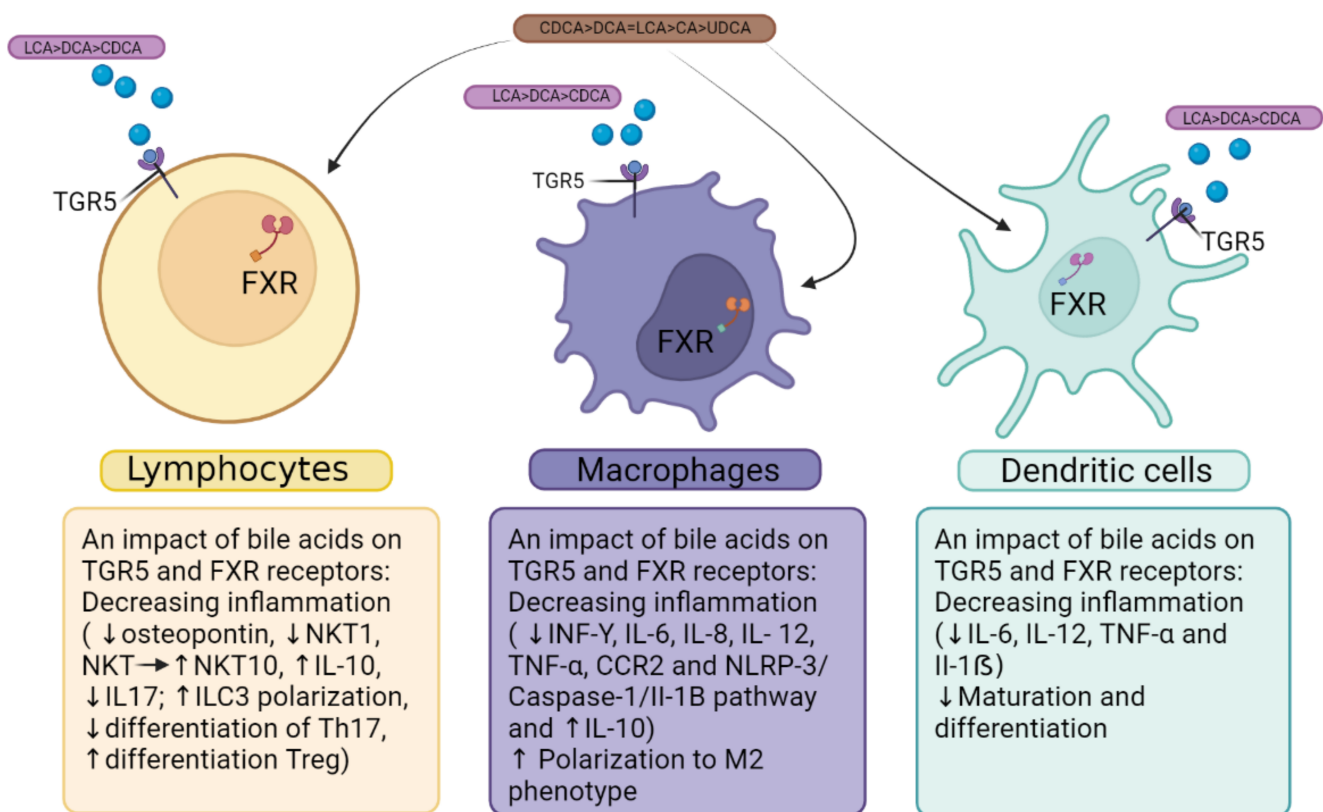 CDCA>DCA=LCA>CA>UDCA
LCA>DCA>CDCA
LCA>DCA>CDCA
LCA>DCA>CDCA
TGR5
TGR5
TGR5
FXR
FXR
FXR
Lymphocytes
An impact of bile acids on
TGR5 and FXR receptors:
Decreasing inflammation
( ↓osteopontin, ↓NKT1,
NKT→↑NKT10, ↑IL-10,
↓IL17; ↑ILC3 polarization,
↓differentiation of Th17,
↑differentiation Treg)
Macrophages
An impact of bile acids on
TGR5 and FXR receptors:
Decreasing inflammation
( ↓INF-Y, IL-6, IL-8, IL- 12,
TNF-α, CCR2 and NLRP-3/
Caspase-1/II-1B pathway
and ↑IL-10)
↑ Polarization to M2
phenotype
Dendritic cells
An impact of bile acids on
TGR5 and FXR receptors:
Decreasing inflammation
(↓IL-6, IL-12, TNF-α and
II-1ß)
↓Maturation and
differentiation